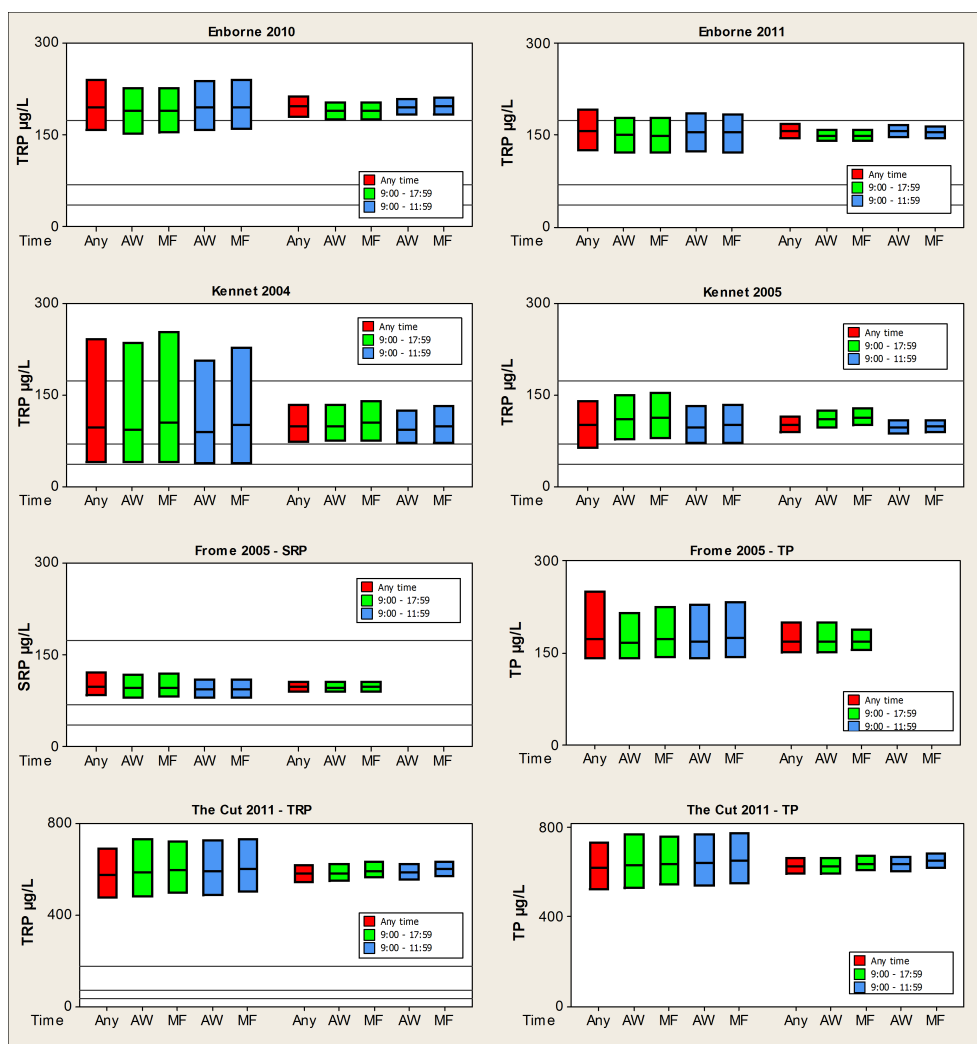 Enborne 2010
300
150
0
TRP µg/L
Any time
9:00 - 17:59
9:00 - 11:59
Time Any AW MF AW MF Any AW MF AW MF
Enborne 2011
300
150
0
TRP µg/L
Any time
9:00 - 17:59
9:00 - 11:59
Time Any AW MF AW MF Any AW MF AW MF
Kennet 2004
300
150
0
TRP µg/L
Any time
9:00 - 17:59
9:00 - 11:59
Time Any AW MF AW MF Any AW MF AW MF
Kennet 2005
300
150
0
TRP µg/L
Any time
9:00 - 17:59
9:00 - 11:59
Time Any AW MF AW MF Any AW MF AW MF
Frome 2005 - SRP
300
150
0
SRP µg/L
Any time
9:00 - 17:59
9:00 - 11:59
Time Any AW MF AW MF Any AW MF AW MF
Frome 2005 - TP
300
150
0
TP µg/L
Any time
9:00 - 17:59
9:00 - 11:59
Time Any AW MF AW MF Any AW MF AW MF
The Cut 2011 - TRP
800
400
0
TRP µg/L
Any time
9:00 - 17:59
9:00 - 11:59
Time Any AW MF AW MF Any AW MF AW MF
The Cut 2011 - TP
800
400
0
TP µg/L
Any time
9:00 - 17:59
9:00 - 11:59
Time Any AW MF AW MF Any AW MF AW MF